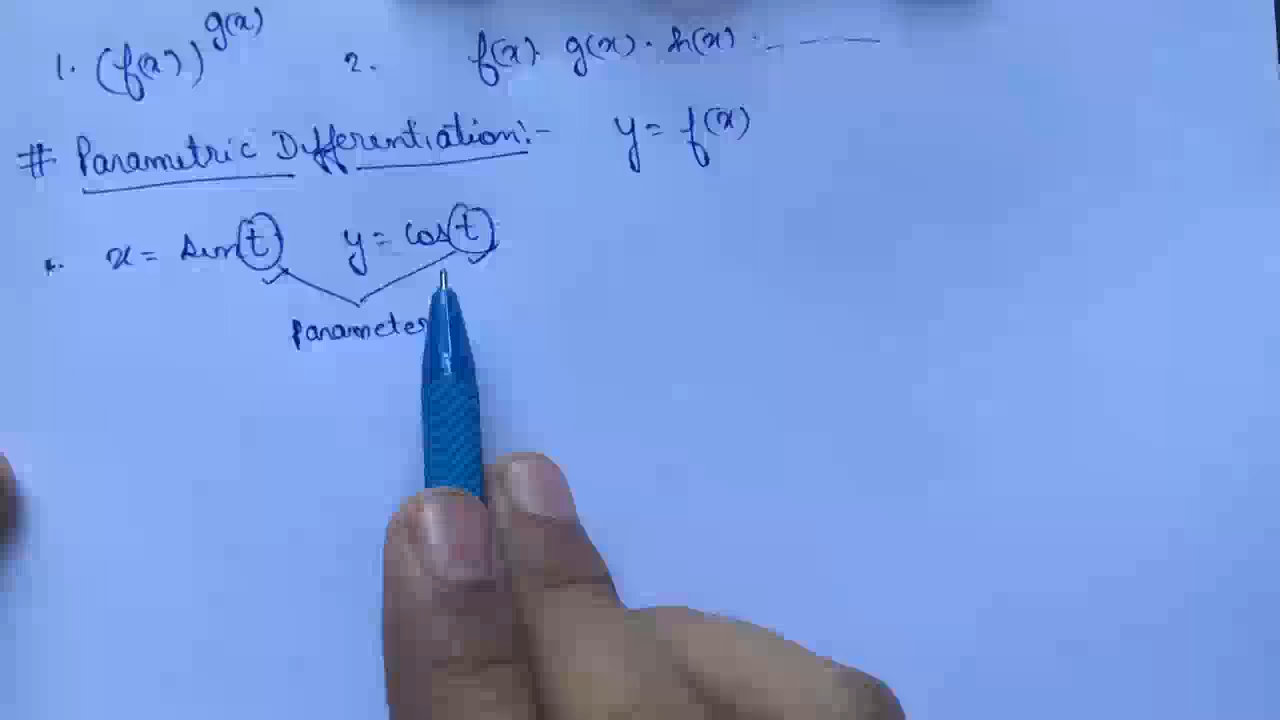 1. (f(x))^g(x) 2. f(x). g(x). h(x). ------
# Parametric Differentiation:- y = f(x)
x = sin t y = cos t
parameter